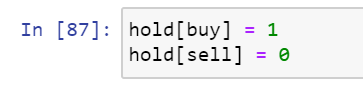 In [87]: hold[buy] = 1
hold[sell] = 0